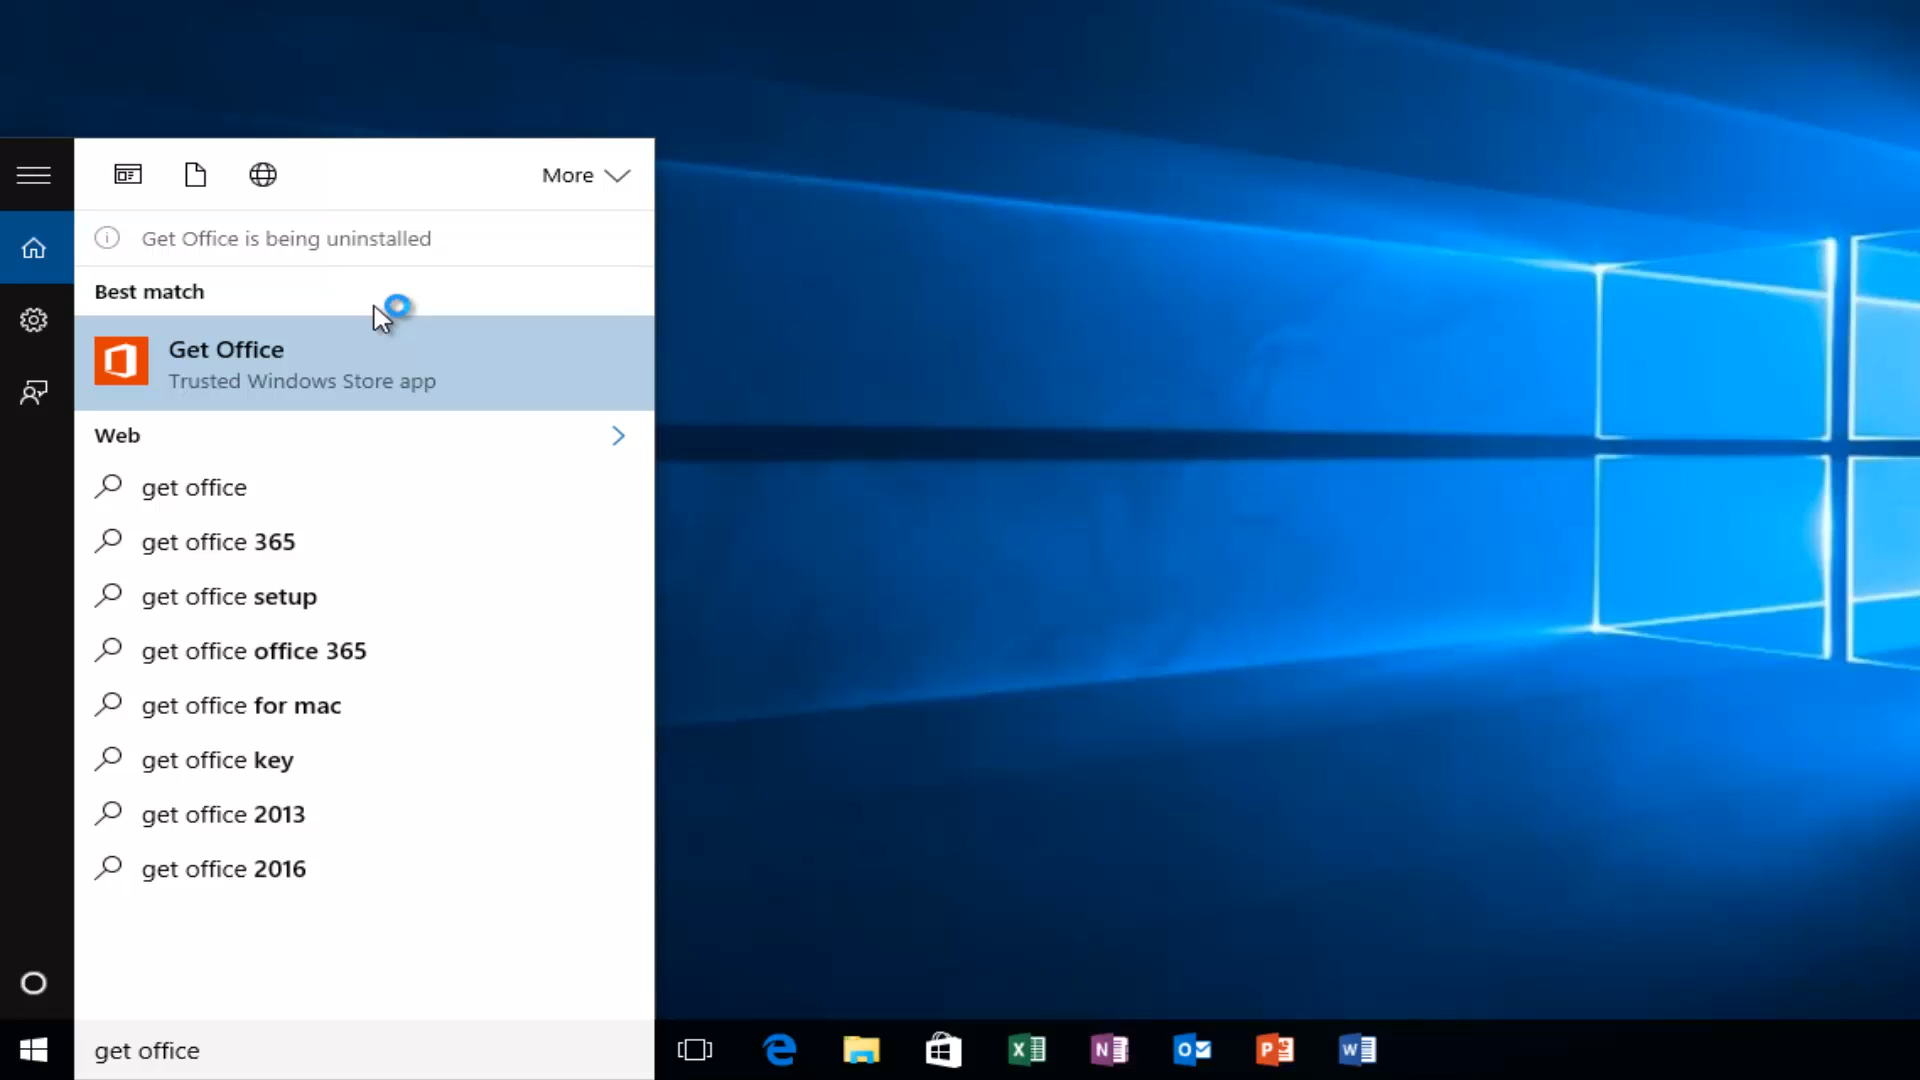 More
Get Office is being uninstalled
Best match
Get Office
Trusted Windows Store app
Web
get office
get office 365
get office setup
get office office 365
get office for mac
get office key
get office 2013
get office 2016
get office